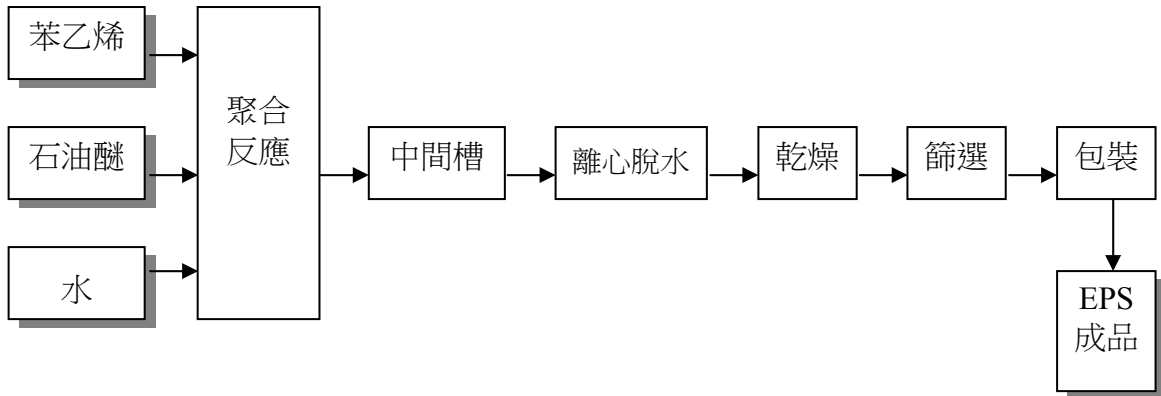 苯乙烯
石油醚
水
聚合
反應
中間槽
離心脫水
乾燥
篩選
包裝
EPS
成品